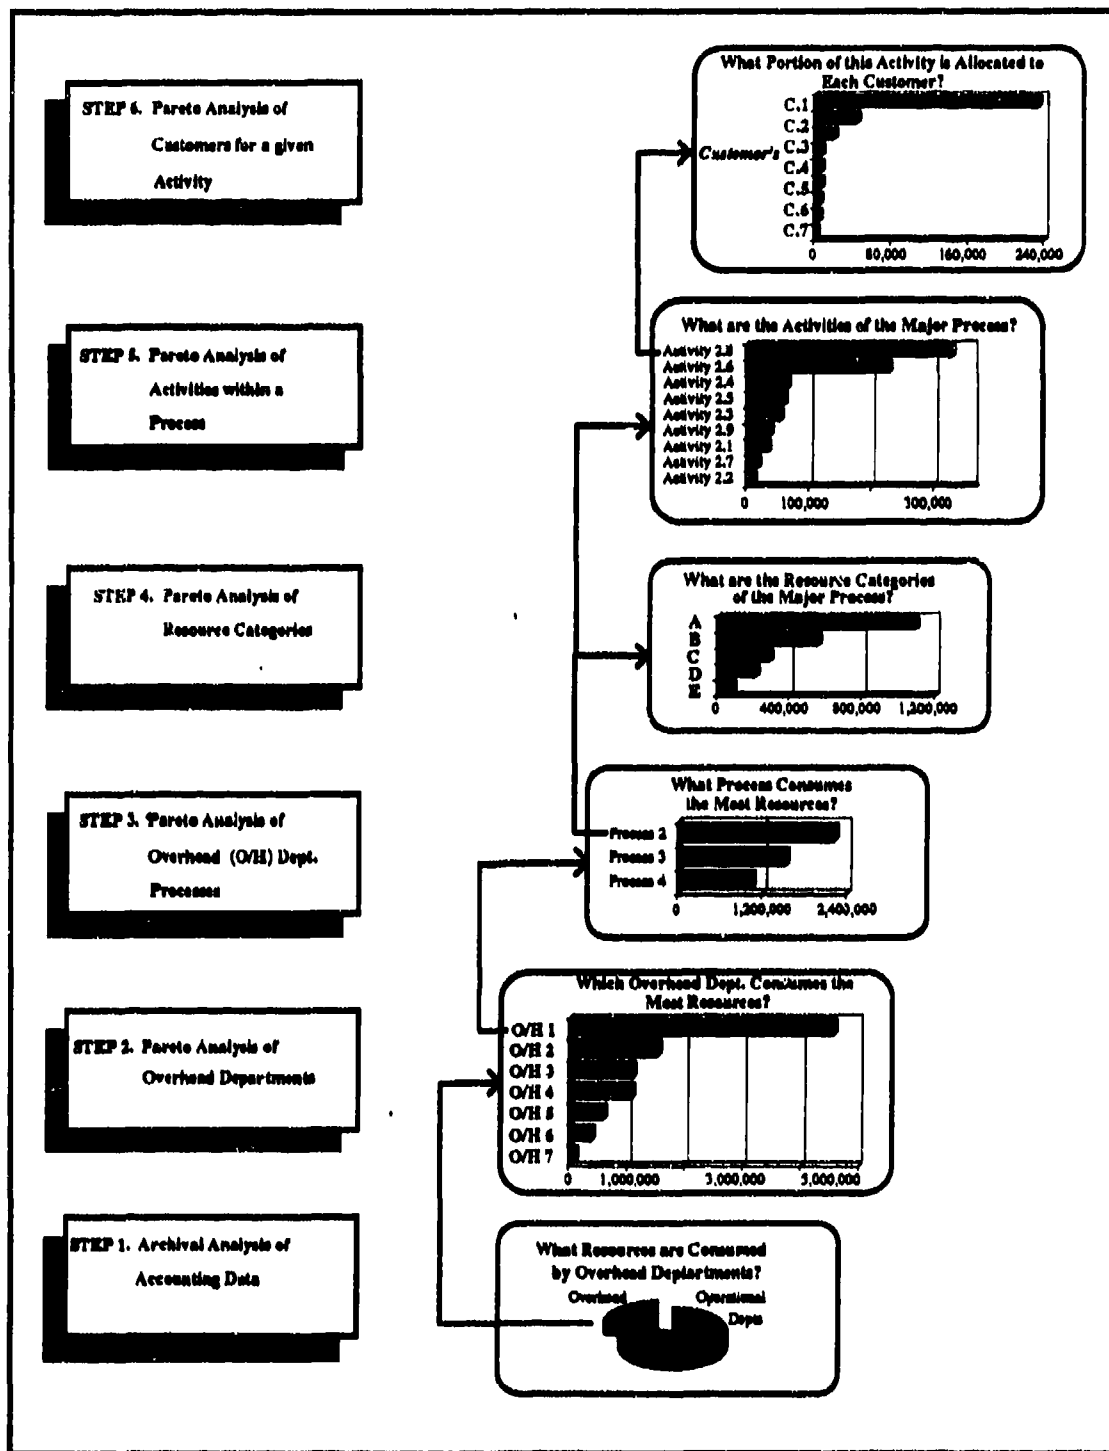 STEP 6. Pareto Analysis of
Customers for a given
Activity
What Portion of this Activity is Allocated to
Each Customer?
Customer's
C.1
C.2
C.3
C.4
C.5
C.6
C.7
0 80,000 160,000 240,000
STEP 5. Pareto Analysis of
Activities within a
Process
What are the Activities of the Major Process?
Activity 2.8
Activity 2.6
Activity 2.4
Activity 2.5
Activity 2.3
Activity 2.9
Activity 2.1
Activity 2.7
Activity 2.2
0 100,000 300,000
STEP 4. Pareto Analysis of
Resource Categories
What are the Resource Categories
of the Major Process?
A
B
C
D
E
0 400,000 800,000 1,200,000
STEP 3. Pareto Analysis of
Overhead (O/H) Dept.
Processes
What Process Consumes
the Most Resources?
Process 2
Process 3
Process 4
0 1,200,000 2,400,000
STEP 2. Pareto Analysis of
Overhead Departments
Which Overhead Dept. Consumes the
Most Resources?
O/H 1
O/H 2
O/H 3
O/H 4
O/H 5
O/H 6
O/H 7
0 1,000,000 3,000,000 5,000,000
STEP 1. Archival Analysis of
Accounting Data
What Resources are Consumed
by Overhead Deptartments?
Overhead
Operational
Depts